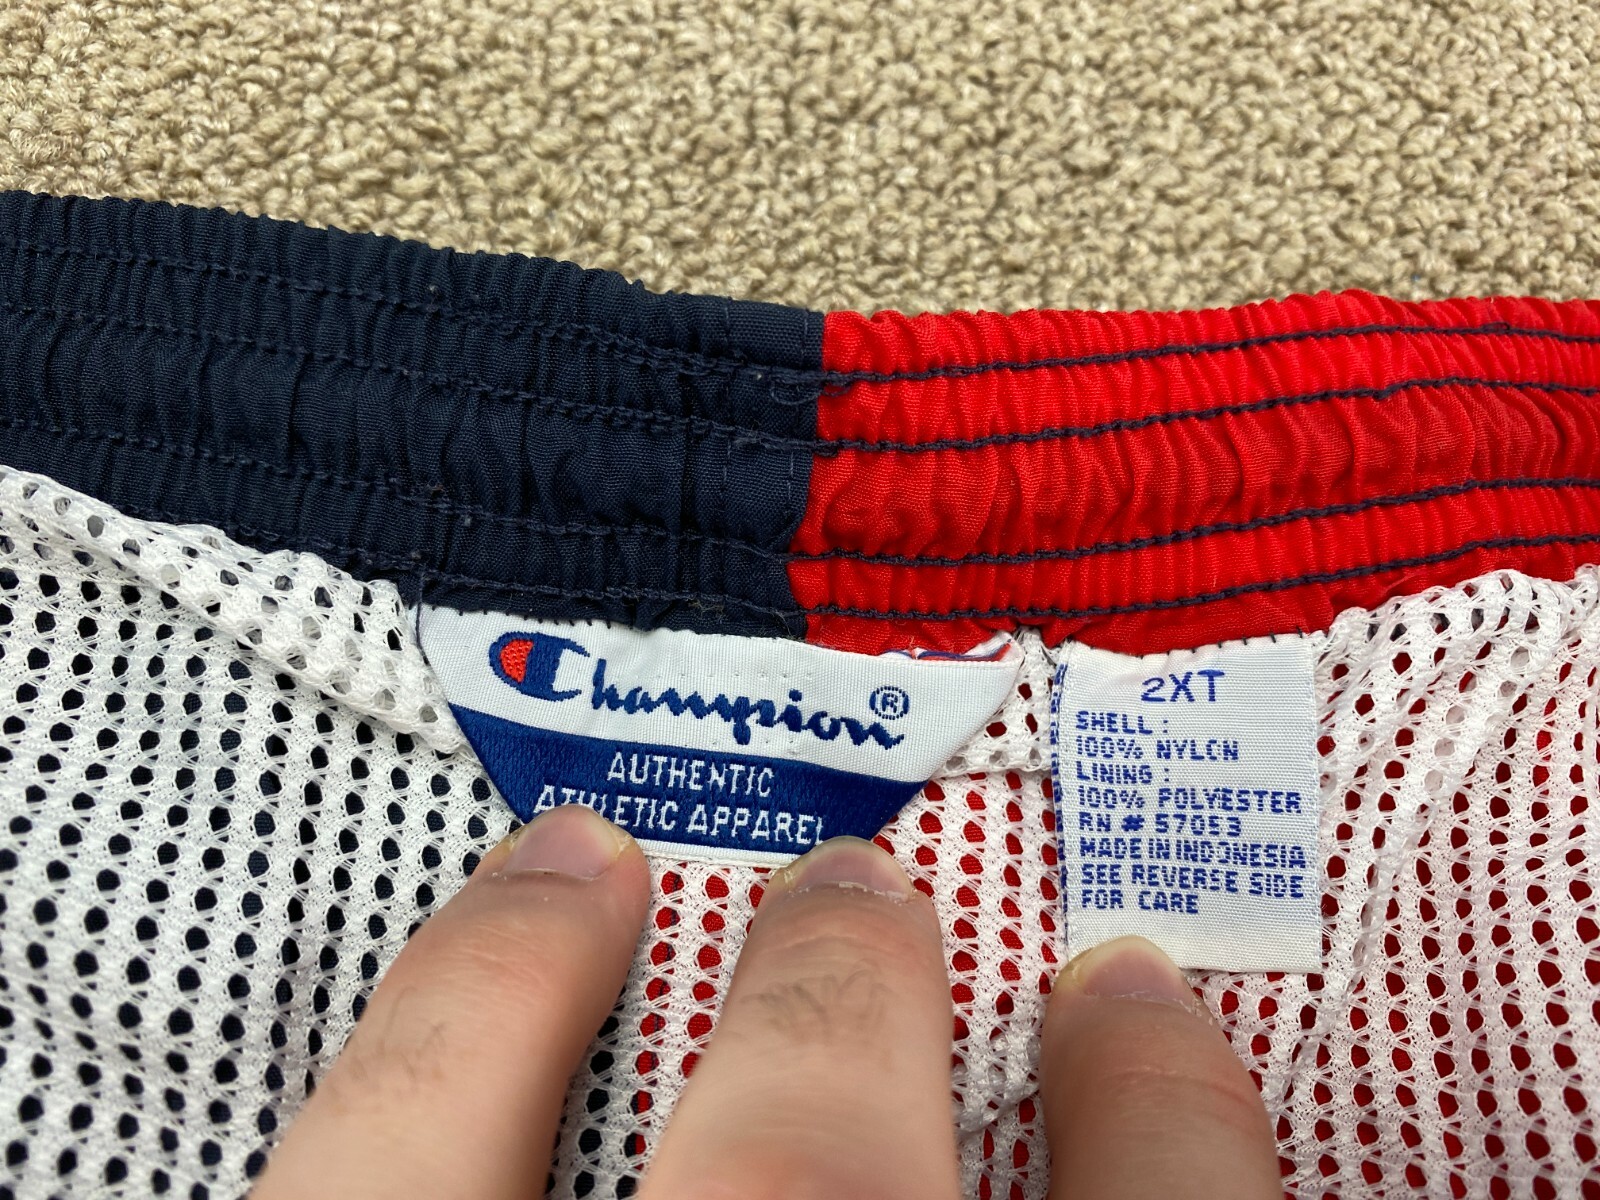 Champion®
AUTHENTIC
ATHLETIC APPAREL
2XT
SHELL:
100% NYLON
LINING:
100% POLYESTER
RN # 57053
MADE IN INDONESIA
SEE REVERSE SIDE
FOR CARE